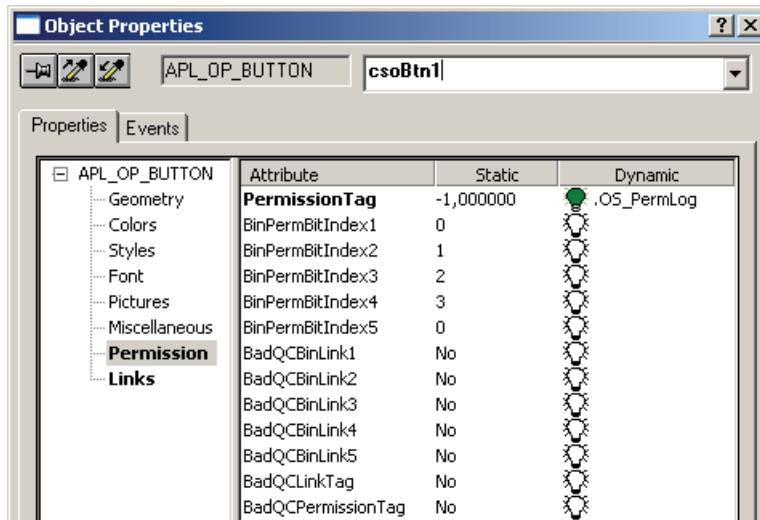 Object Properties
APL_OP_BUTTON csoBtn1
Properties Events
APL_OP_BUTTON
Geometry
Colors
Styles
Font
Pictures
Miscellaneous
Permission
Links
Attribute Static Dynamic
PermissionTag -1,000000 .OS_PermLog
BinPermBitIndex1 0
BinPermBitIndex2 1
BinPermBitIndex3 2
BinPermBitIndex4 3
BinPermBitIndex5 0
BadQCBinLink1 No
BadQCBinLink2 No
BadQCBinLink3 No
BadQCBinLink4 No
BadQCBinLink5 No
BadQCLinkTag No
BadQCPermissionTag No